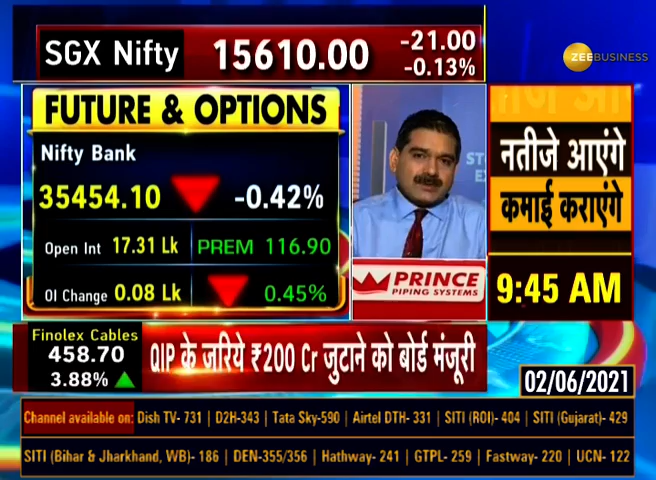 SGX Nifty 15610.00 -21.00
-0.13%
ZEE BUSINESS
FUTURE & OPTIONS
Nifty Bank
35454.10 -0.42%
Open Int 17.31 Lk PREM 116.90
OI Change 0.08 Lk 0.45%
PRINCE
PIPING SYSTEMS
नतीजे आएंगे
कमाई कराएंगे
9:45 AM
Finolex Cables
458.70
3.88%
QIP के जरिये ₹200 Cr जुटाने को बोर्ड मंजूरी
02/06/2021
Channel available on: Dish TV- 731 | D2H-343 | Tata Sky-590 | Airtel DTH- 331 | SITI (ROI)- 404 | SITI (Gujarat)- 429
SITI (Bihar & Jharkhand, WB)- 186 | DEN-355/356 | Hathway- 241 | GTPL- 259 | Fastway- 220 | UCN- 122